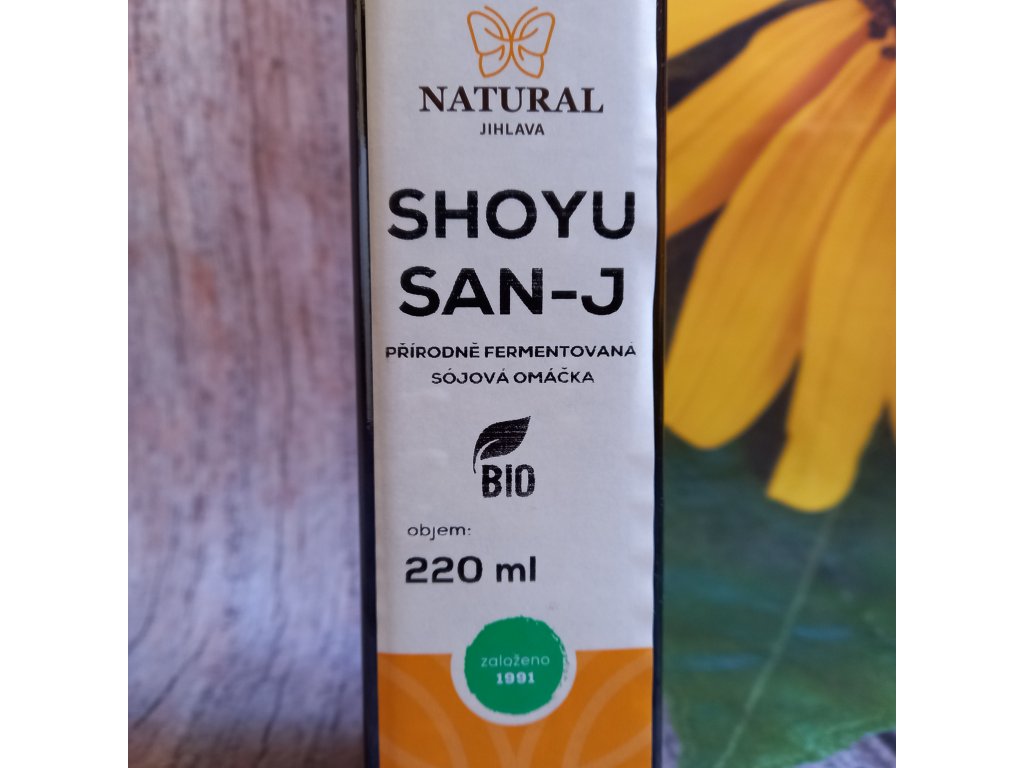 NATURAL
JIHLAVA
SHOYU
SAN-J
PŘÍRODNĚ FERMENTOVANÁ
SÓJOVÁ OMÁČKA
BIO
objem:
220 ml
založeno
1991